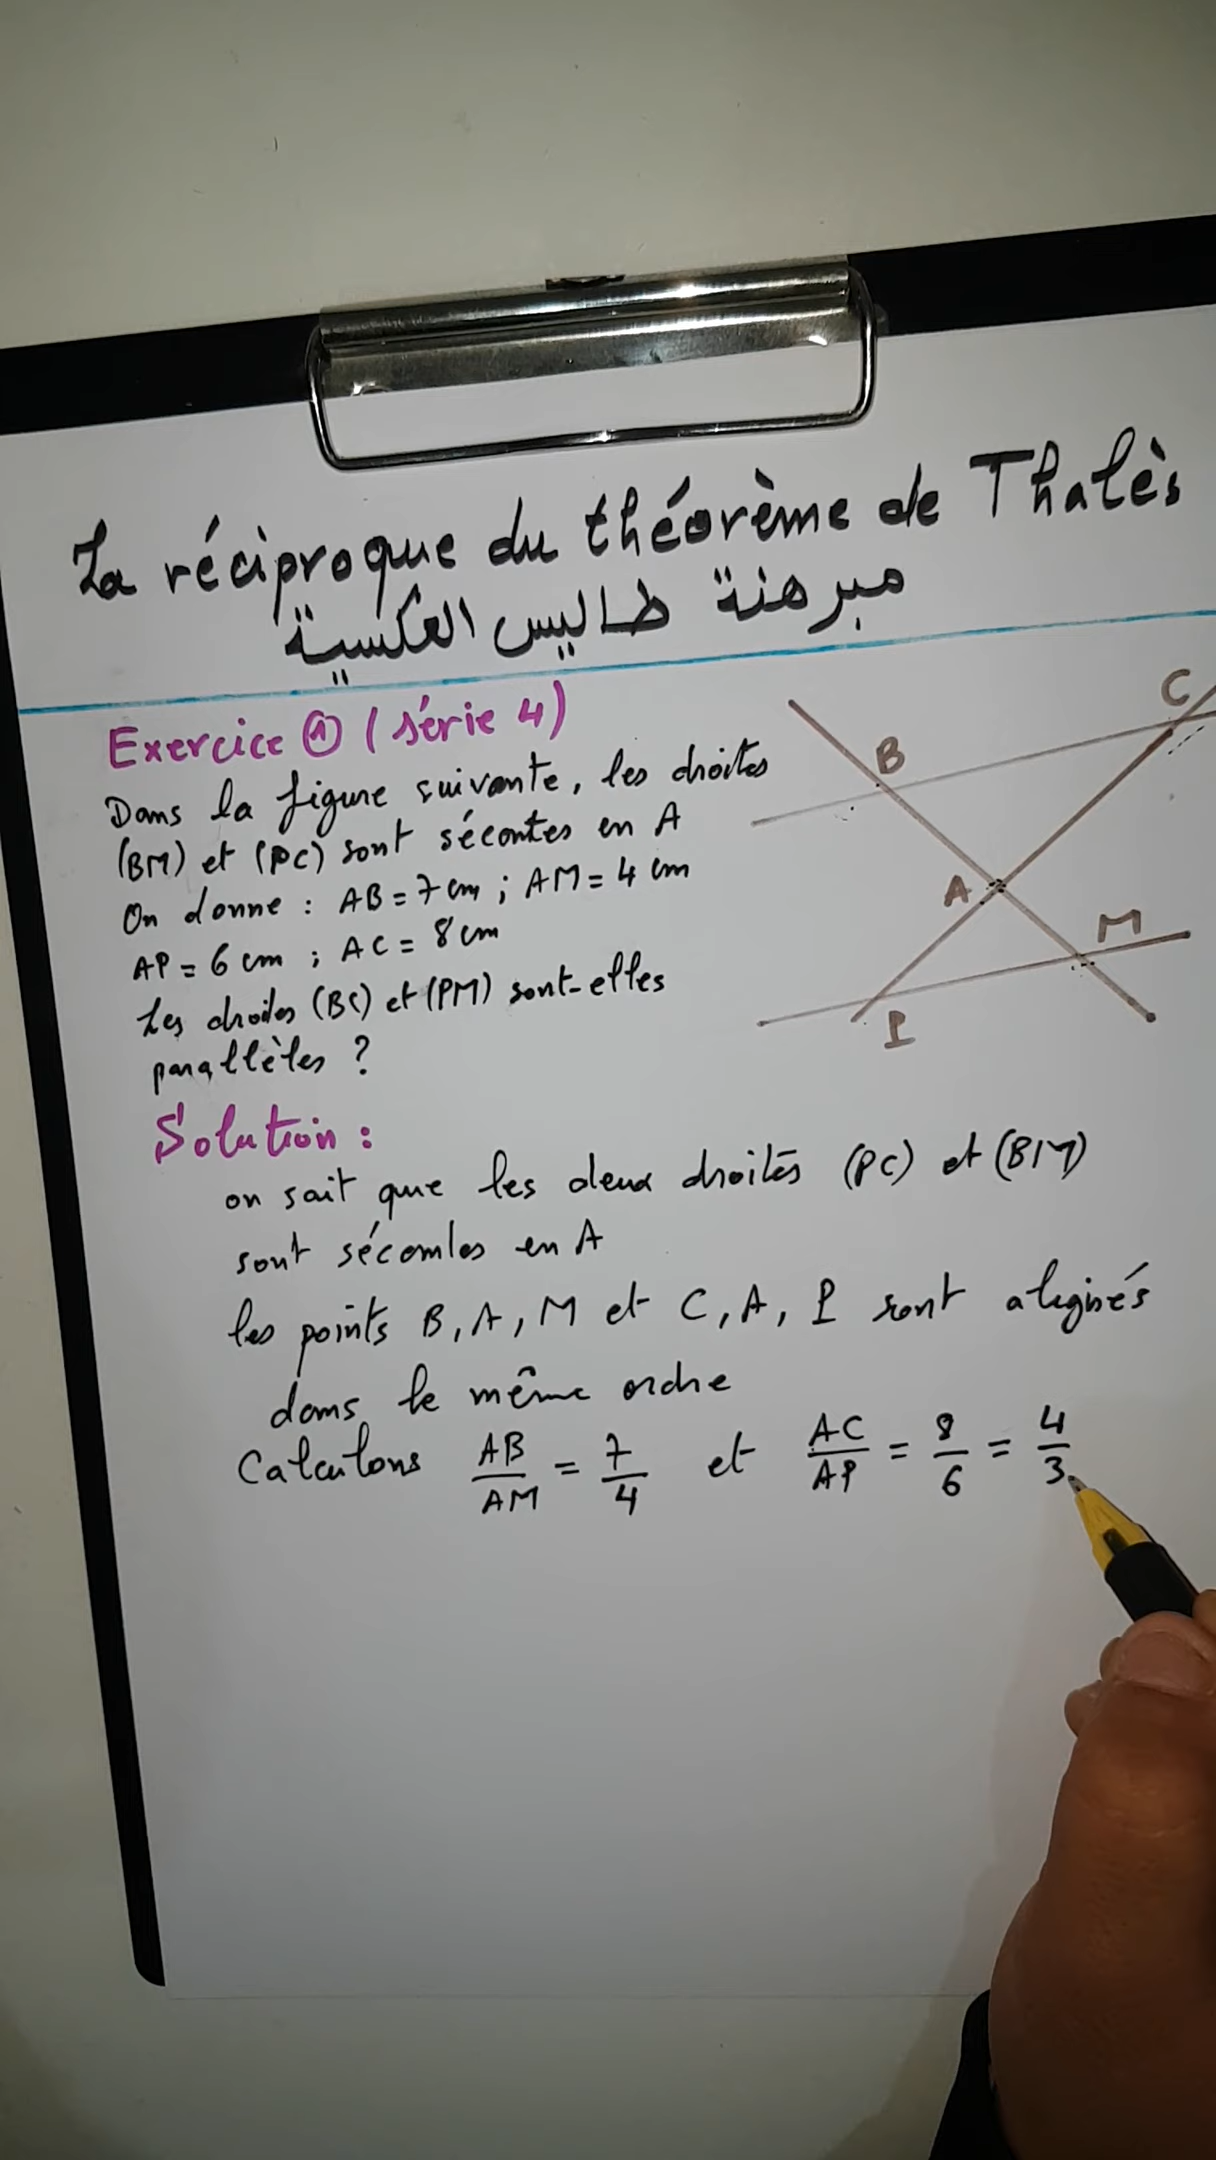 La réciproque du théorème de Thalès
مبرهنة طاليس العكسية
Exercice ① (série 4)
Dans la figure suivante, les droites
(BM) et (PC) sont sécantes en A
On donne : AB = 7 cm ; AM = 4 cm
AP = 6 cm ; AC = 8 cm
Les droites (BC) et (PM) sont-elles
parallèles ?
C
B
A
M
P
Solution :
on sait que les deux droites (PC) et (BM)
sont sécantes en A
les points B, A, M et C, A, P sont alignés
dans le même ordre
Calculons AB/AM = 7/4 et AC/AP = 8/6 = 4/3